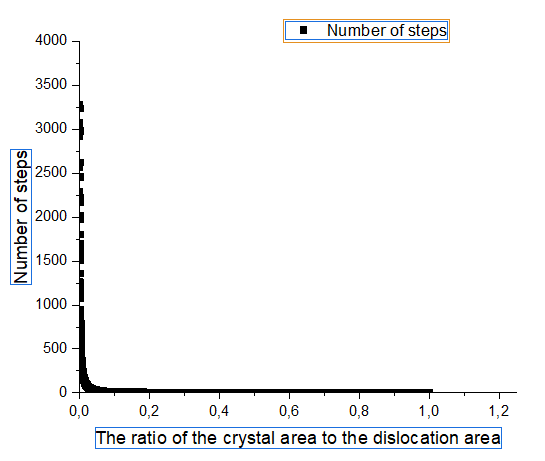 Number of steps
4000
3500
3000
2500
2000
1500
1000
500
0
Number of steps
0,0 0,2 0,4 0,6 0,8 1,0 1,2
The ratio of the crystal area to the dislocation area